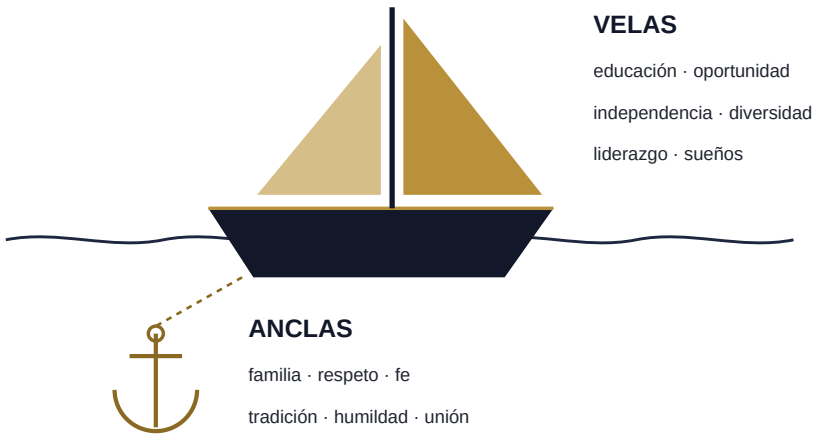 VELAS
educación · oportunidad
independencia · diversidad
liderazgo · sueños
ANCLAS
familia · respeto · fe
tradición · humildad · unión